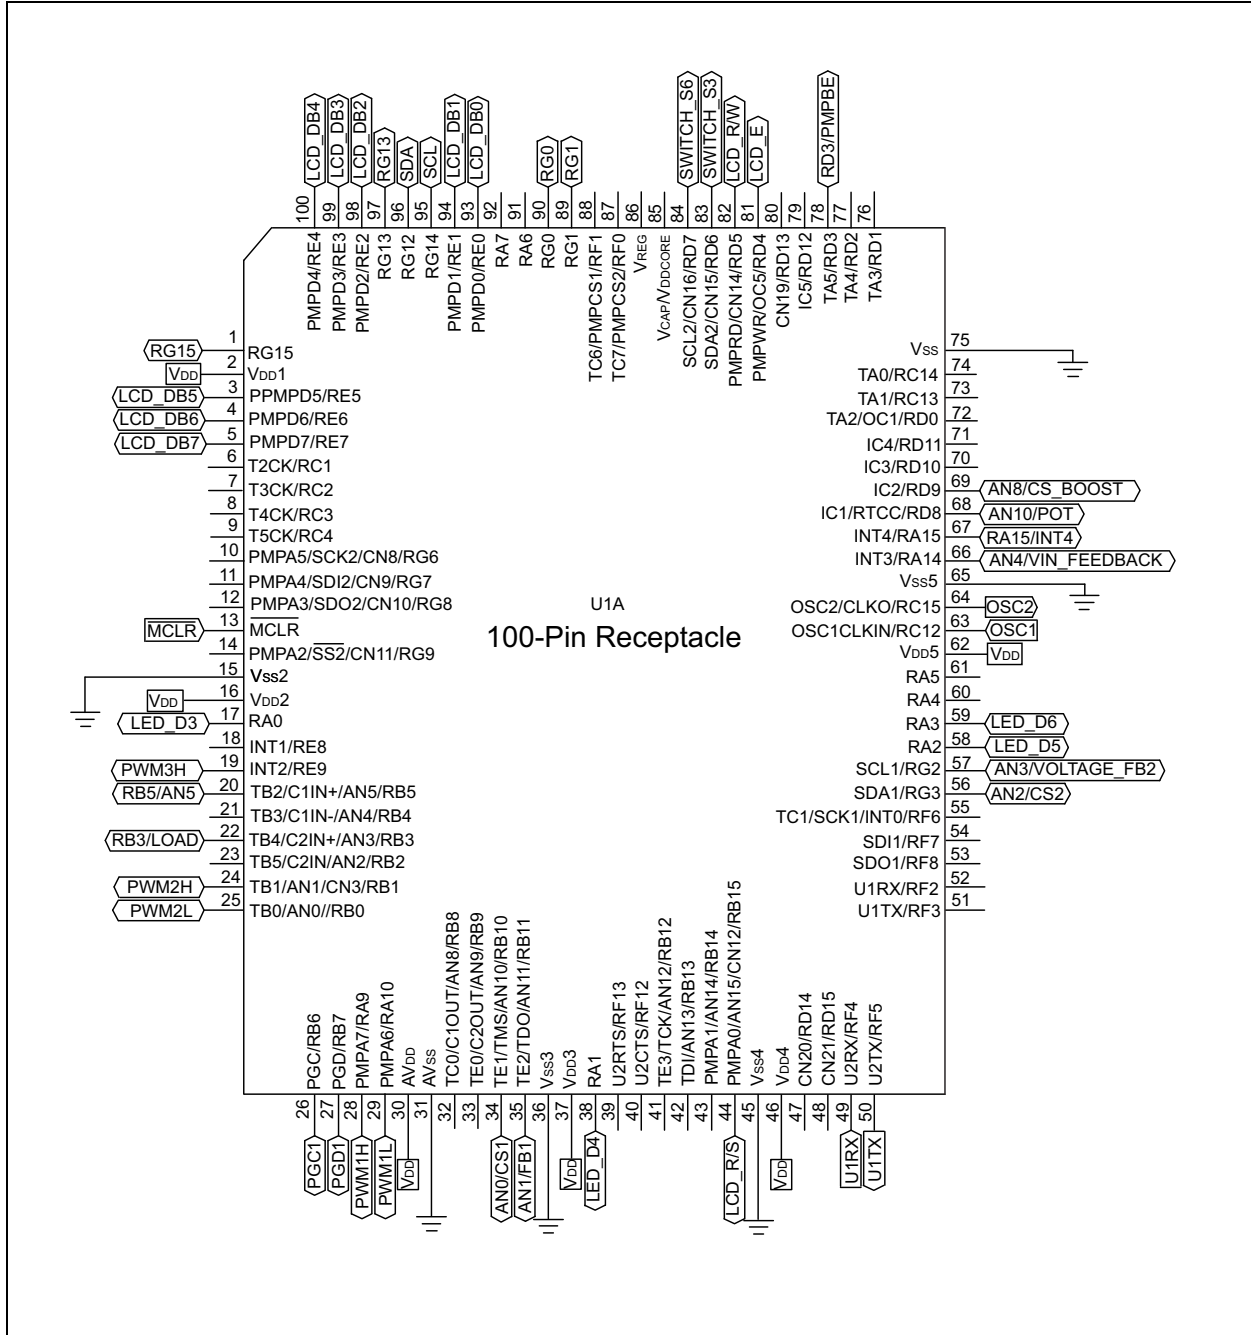 LCD_DB4
LCD_DB3
LCD_DB2
RG13
SDA
SCL
LCD_DB1
LCD_DB0
RG0
RG1
SWITCH_S6
SWITCH_S3
LCD_R/W
LCD_E
RD3/PMPBE
100
99
98
97
96
95
94
93
92
91
90
89
88
87
86
85
84
83
82
81
80
79
78
77
76
PMPD4/RE4
PMPD3/RE3
PMPD2/RE2
RG13
RG12
RG14
PMPD1/RE1
PMPD0/RE0
RA7
RA6
RG0
RG1
TC6/PMPCS1/RF1
TC7/PMPCS2/RF0
VREG
VCAP/VDDCORE
SCL2/CN16/RD7
SDA2/CN15/RD6
PMPRD/CN14/RD5
PMPWR/OC5/RD4
CN19/RD13
IC5/RD12
TA5/RD3
TA4/RD2
TA3/RD1
RG15 1 RG15
VDD 2 VDD1
LCD_DB5 3 PPMPD5/RE5
LCD_DB6 4 PMPD6/RE6
LCD_DB7 5 PMPD7/RE7
6 T2CK/RC1
7 T3CK/RC2
8 T4CK/RC3
9 T5CK/RC4
10 PMPA5/SCK2/CN8/RG6
11 PMPA4/SDI2/CN9/RG7
12 PMPA3/SDO2/CN10/RG8
MCLR 13 MCLR
14 PMPA2/SS2/CN11/RG9
15 Vss2
VDD 16 VDD2
LED_D3 17 RA0
18 INT1/RE8
PWM3H 19 INT2/RE9
RB5/AN5 20 TB2/C1IN+/AN5/RB5
21 TB3/C1IN-/AN4/RB4
RB3/LOAD 22 TB4/C2IN+/AN3/RB3
23 TB5/C2IN/AN2/RB2
PWM2H 24 TB1/AN1/CN3/RB1
PWM2L 25 TB0/AN0//RB0
U1A
100-Pin Receptacle
Vss 75
TA0/RC14 74
TA1/RC13 73
TA2/OC1/RD0 72
IC4/RD11 71
IC3/RD10 70
IC2/RD9 69 AN8/CS_BOOST
IC1/RTCC/RD8 68 AN10/POT
INT4/RA15 67 RA15/INT4
INT3/RA14 66 AN4/VIN_FEEDBACK
Vss5 65
OSC2/CLKO/RC15 64 OSC2
OSC1CLKIN/RC12 63 OSC1
VDD5 62 VDD
RA5 61
RA4 60
RA3 59 LED_D6
RA2 58 LED_D5
SCL1/RG2 57 AN3/VOLTAGE_FB2
SDA1/RG3 56 AN2/CS2
TC1/SCK1/INT0/RF6 55
SDI1/RF7 54
SDO1/RF8 53
U1RX/RF2 52
U1TX/RF3 51
PGC/RB6
PGD/RB7
PMPA7/RA9
PMPA6/RA10
AVDD
AVss
TC0/C1OUT/AN8/RB8
TE0/C2OUT/AN9/RB9
TE1/TMS/AN10/RB10
TE2/TDO/AN11/RB11
Vss3
VDD3
RA1
U2RTS/RF13
U2CTS/RF12
TE3/TCK/AN12/RB12
TDI/AN13/RB13
PMPA1/AN14/RB14
PMPA0/AN15/CN12/RB15
Vss4
VDD4
CN20/RD14
CN21/RD15
U2RX/RF4
U2TX/RF5
26
27
28
29
30
31
32
33
34
35
36
37
38
39
40
41
42
43
44
45
46
47
48
49
50
PGC1
PGD1
PWM1H
PWM1L
VDD
AN0/CS1
AN1/FB1
VDD
LED_D4
LCD_R/S
VDD
U1RX
U1TX